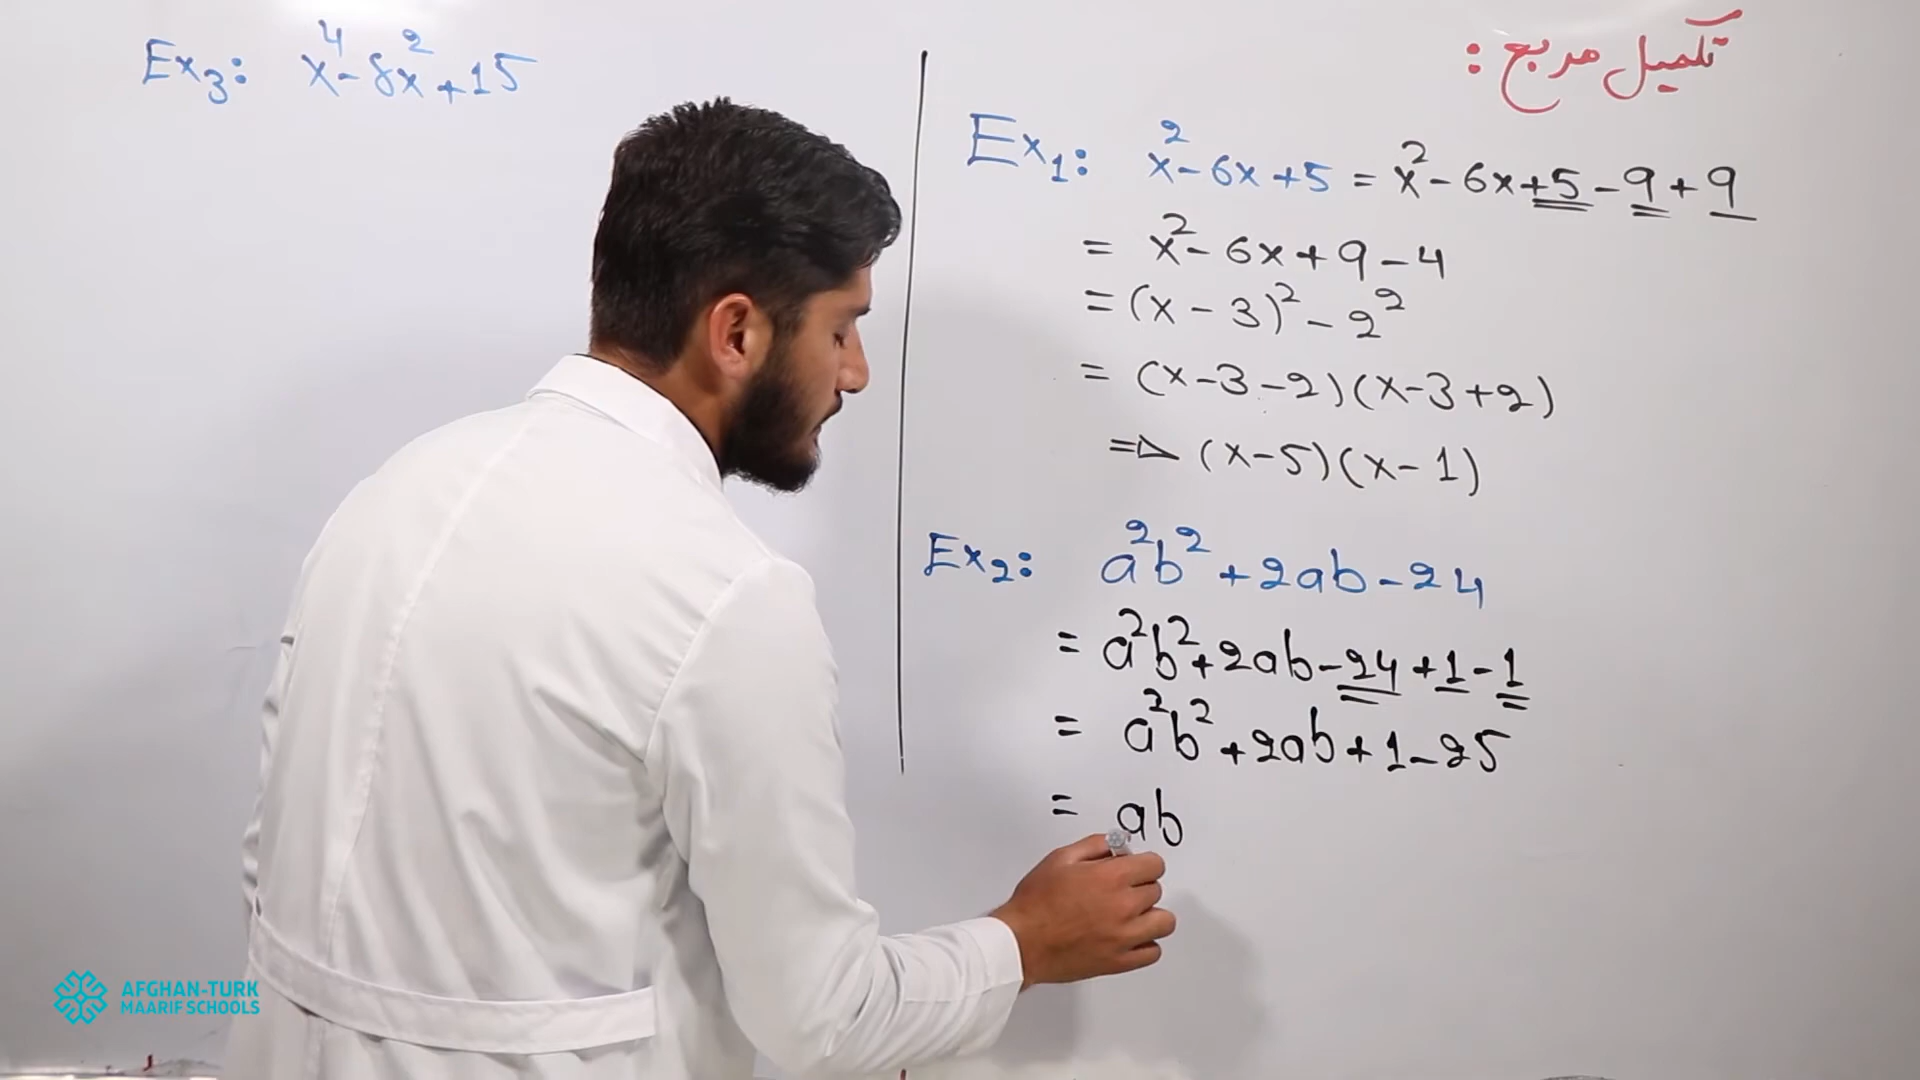 تکمیل مربع :
Ex₁: x² - 6x + 5 = x² - 6x + 5 - 9 + 9
= x² - 6x + 9 - 4
= (x - 3)² - 2²
= (x - 3 - 2)(x - 3 + 2)
=> (x - 5)(x - 1)
Ex₂: a²b² + 2ab - 24
= a²b² + 2ab - 24 + 1 - 1
= a²b² + 2ab + 1 - 25
= ab
Ex₃: x⁴ - 8x² + 15
AFGHAN-TURK
MAARIF SCHOOLS